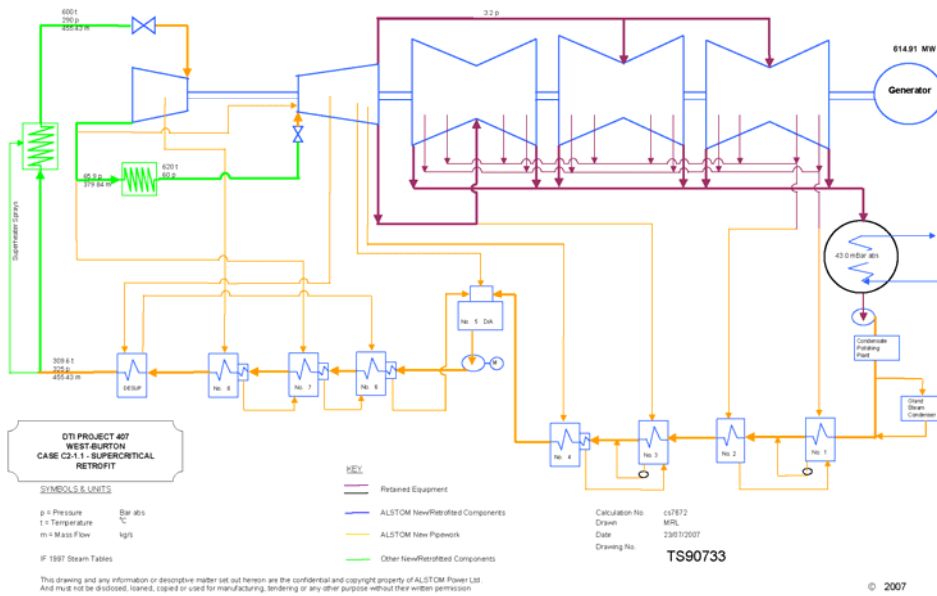 600 t
290 p
455.43 m
3.2 p
614.91 MW
Generator
Superheater Sprays
65.9 p
379.84 m
620 t
60 p
43.0 mBar abs
No. 5 D/A
M
Condensate
Polishing
Plant
Gland
Steam
Condenser
309.6 t
325 p
455.43 m
DESUP
No. 8
No. 7
No. 6
No. 4
No. 3
No. 2
No. 1
DTI PROJECT 407
WEST-BURTON
CASE C2-1.1 - SUPERCRITICAL
RETROFIT
SYMBOLS & UNITS
p = Pressure Bar abs
t = Temperature °C
m = Mass Flow kg/s
IF 1997 Steam Tables
KEY
Retained Equipment
ALSTOM New/Retrofitted Components
ALSTOM New Pipework
Other New/Retrofitted Components
Calculation No. cs7672
Drawn MRL
Date 23/07/2007
Drawing No. TS90733
This drawing and any information or descriptive matter set out hereon are the confidential and copyright property of ALSTOM Power Ltd
And must not be disclosed, loaned, copied or used for manufacturing, tendering or any other purpose without their written permission
© 2007